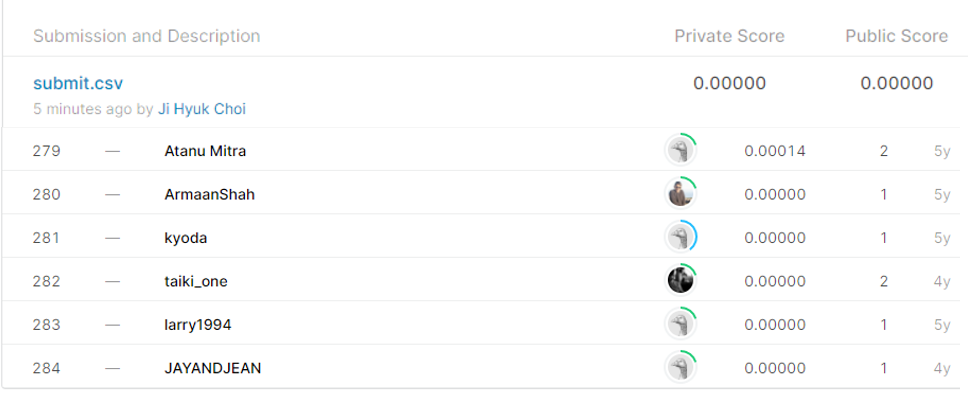 Submission and Description Private Score Public Score
submit.csv 0.00000 0.00000
5 minutes ago by Ji Hyuk Choi
279 — Atanu Mitra 0.00014 2 5y
280 — ArmaanShah 0.00000 1 5y
281 — kyoda 0.00000 1 5y
282 — taiki_one 0.00000 2 4y
283 — larry1994 0.00000 1 5y
284 — JAYANDJEAN 0.00000 1 4y